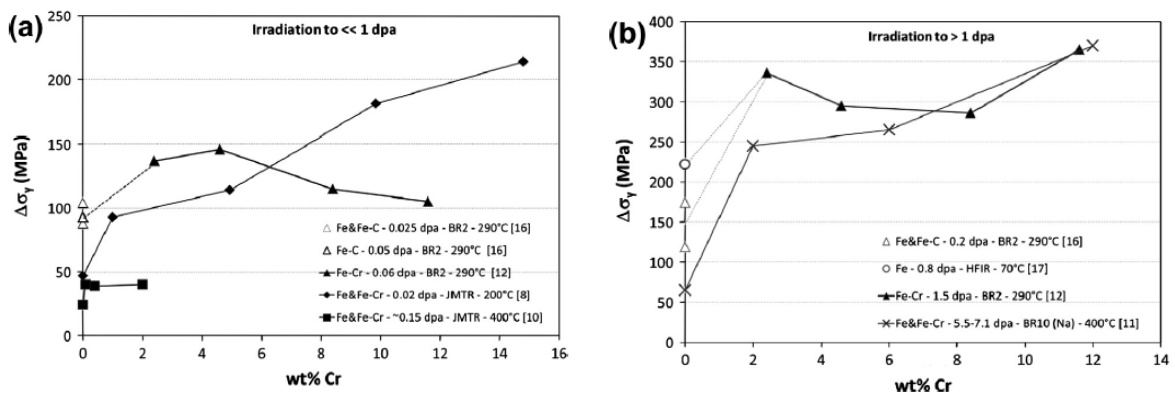 (a)
Irradiation to << 1 dpa
250
200
150
100
50
0
Δσy (MPa)
Fe&Fe-C - 0.025 dpa - BR2 - 290°C [16]
Fe-C - 0.05 dpa - BR2 - 290°C [16]
Fe-Cr - 0.06 dpa - BR2 - 290°C [12]
Fe&Fe-Cr - 0.02 dpa - JMTR - 200°C [8]
Fe&Fe-Cr - ~0.15 dpa - JMTR - 400°C [10]
0 2 4 6 8 10 12 14 16
wt% Cr
(b)
Irradiation to > 1 dpa
400
350
300
250
200
150
100
50
0
Δσy (MPa)
Fe&Fe-C - 0.2 dpa - BR2 - 290°C [16]
Fe - 0.8 dpa - HFIR - 70°C [17]
Fe-Cr - 1.5 dpa - BR2 - 290°C [12]
Fe&Fe-Cr - 5.5-7.1 dpa - BR10 (Na) - 400°C [11]
0 2 4 6 8 10 12 14
wt% Cr